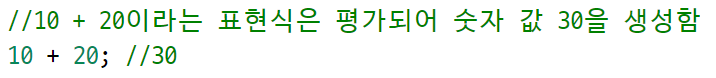 //10 + 20이라는 표현식은 평가되어 숫자 값 30을 생성함
10 + 20; //30